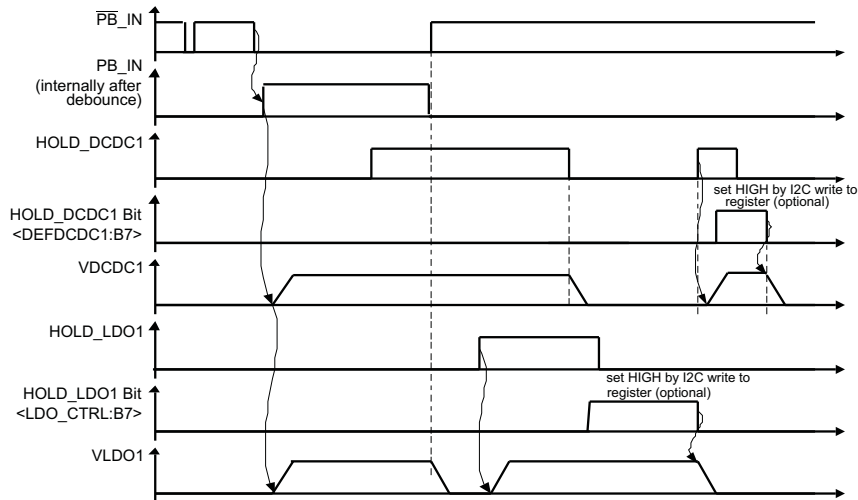 PB_IN
PB_IN
(internally after
debounce)
HOLD_DCDC1
set HIGH by I2C write to
register (optional)
HOLD_DCDC1 Bit
<DEFDCDC1:B7>
VDCDC1
HOLD_LDO1
set HIGH by I2C write to
register (optional)
HOLD_LDO1 Bit
<LDO_CTRL:B7>
VLDO1